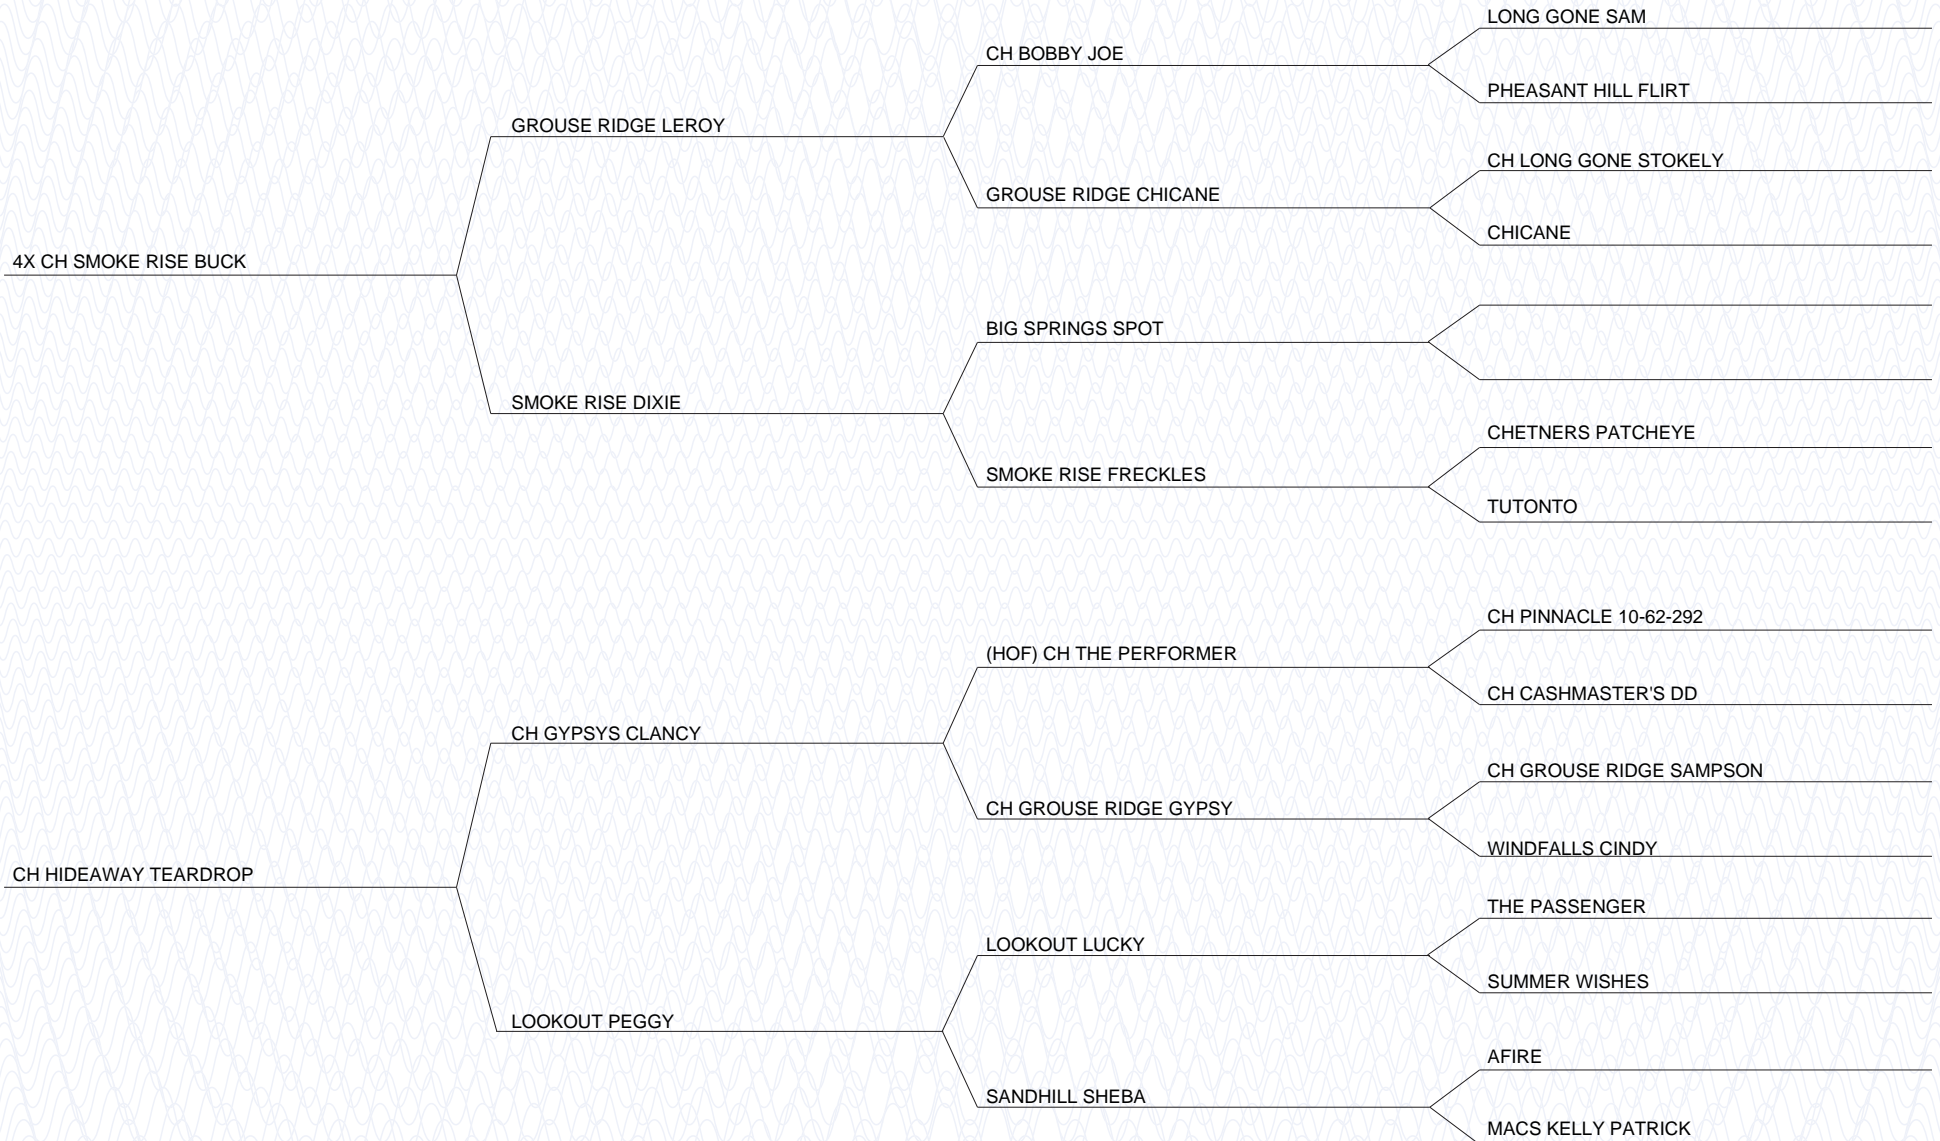 LONG GONE SAM
CH BOBBY JOE
PHEASANT HILL FLIRT
GROUSE RIDGE LEROY
CH LONG GONE STOKELY
GROUSE RIDGE CHICANE
CHICANE
4X CH SMOKE RISE BUCK
BIG SPRINGS SPOT
SMOKE RISE DIXIE
CHETNERS PATCHEYE
SMOKE RISE FRECKLES
TUTONTO
CH PINNACLE 10-62-292
(HOF) CH THE PERFORMER
CH CASHMASTER'S DD
CH GYPSYS CLANCY
CH GROUSE RIDGE SAMPSON
CH GROUSE RIDGE GYPSY
WINDFALLS CINDY
CH HIDEAWAY TEARDROP
THE PASSENGER
LOOKOUT LUCKY
SUMMER WISHES
LOOKOUT PEGGY
AFIRE
SANDHILL SHEBA
MACS KELLY PATRICK